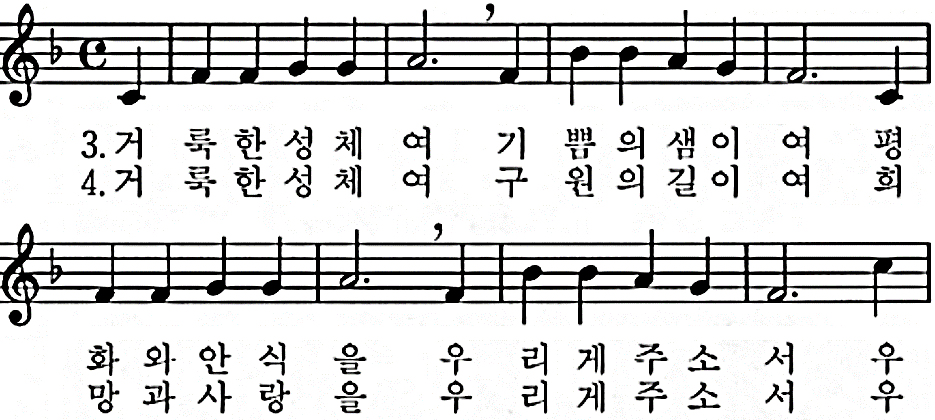 3. 거 룩 한 성 체 여 기 쁨 의 샘 이 여 평
4. 거 룩 한 성 체 여 구 원 의 길 이 여 희
화 와 안 식 을 우 리 게 주 소 서 우
망 과 사 랑 을 우 리 게 주 소 서 우